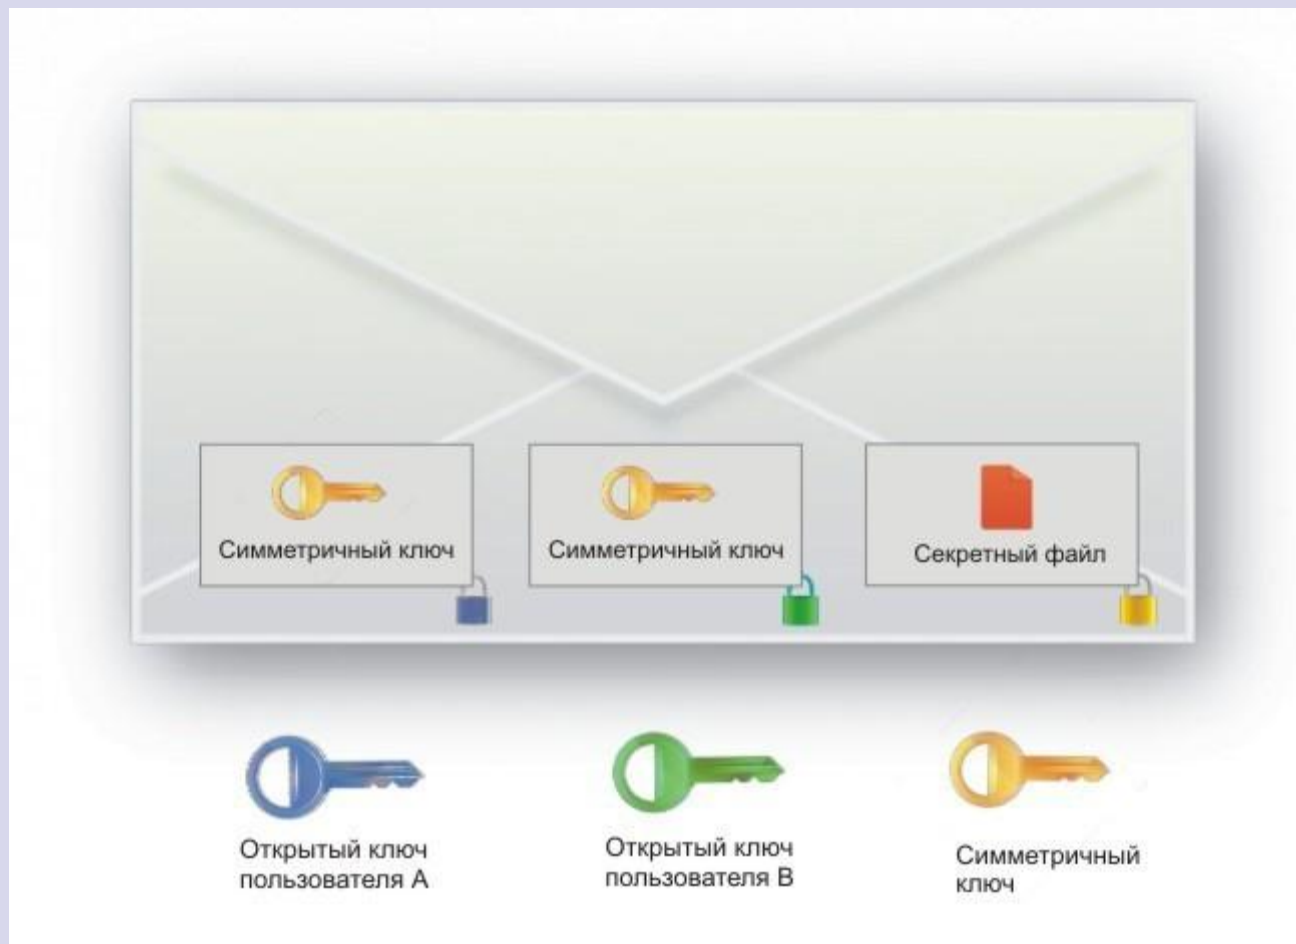 Симметричный ключ
Симметричный ключ
Секретный файл
Открытый ключ
пользователя А
Открытый ключ
пользователя В
Симметричный
ключ